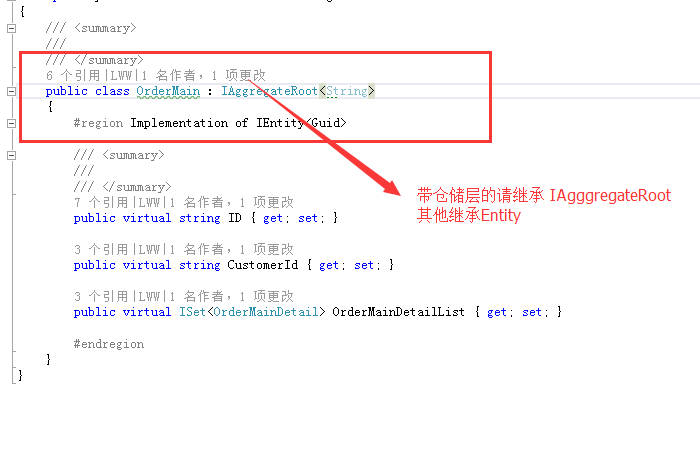 {
/// <summary>
///
/// </summary>
6 个引用|LWW|1 名作者，1 项更改
public class OrderMain : IAggregateRoot<String>
{
#region Implementation of IEntity<Guid>
/// <summary>
///
/// </summary>
7 个引用|LWW|1 名作者，1 项更改
public virtual string ID { get; set; }
带仓储层的请继承 IAgggregateRoot
其他继承Entity
3 个引用|LWW|1 名作者，1 项更改
public virtual string CustomerId { get; set; }
3 个引用|LWW|1 名作者，1 项更改
public virtual ISet<OrderMainDetail> OrderMainDetailList { get; set; }
#endregion
}
}